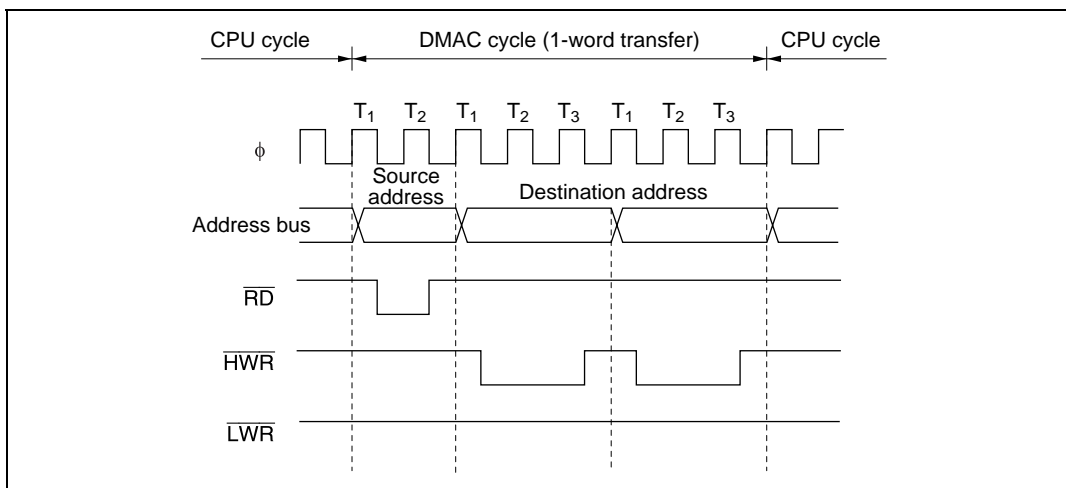 CPU cycle DMAC cycle (1-word transfer) CPU cycle
T1 T2 T1 T2 T3 T1 T2 T3
φ
Source
address Destination address
Address bus
RD
HWR
LWR